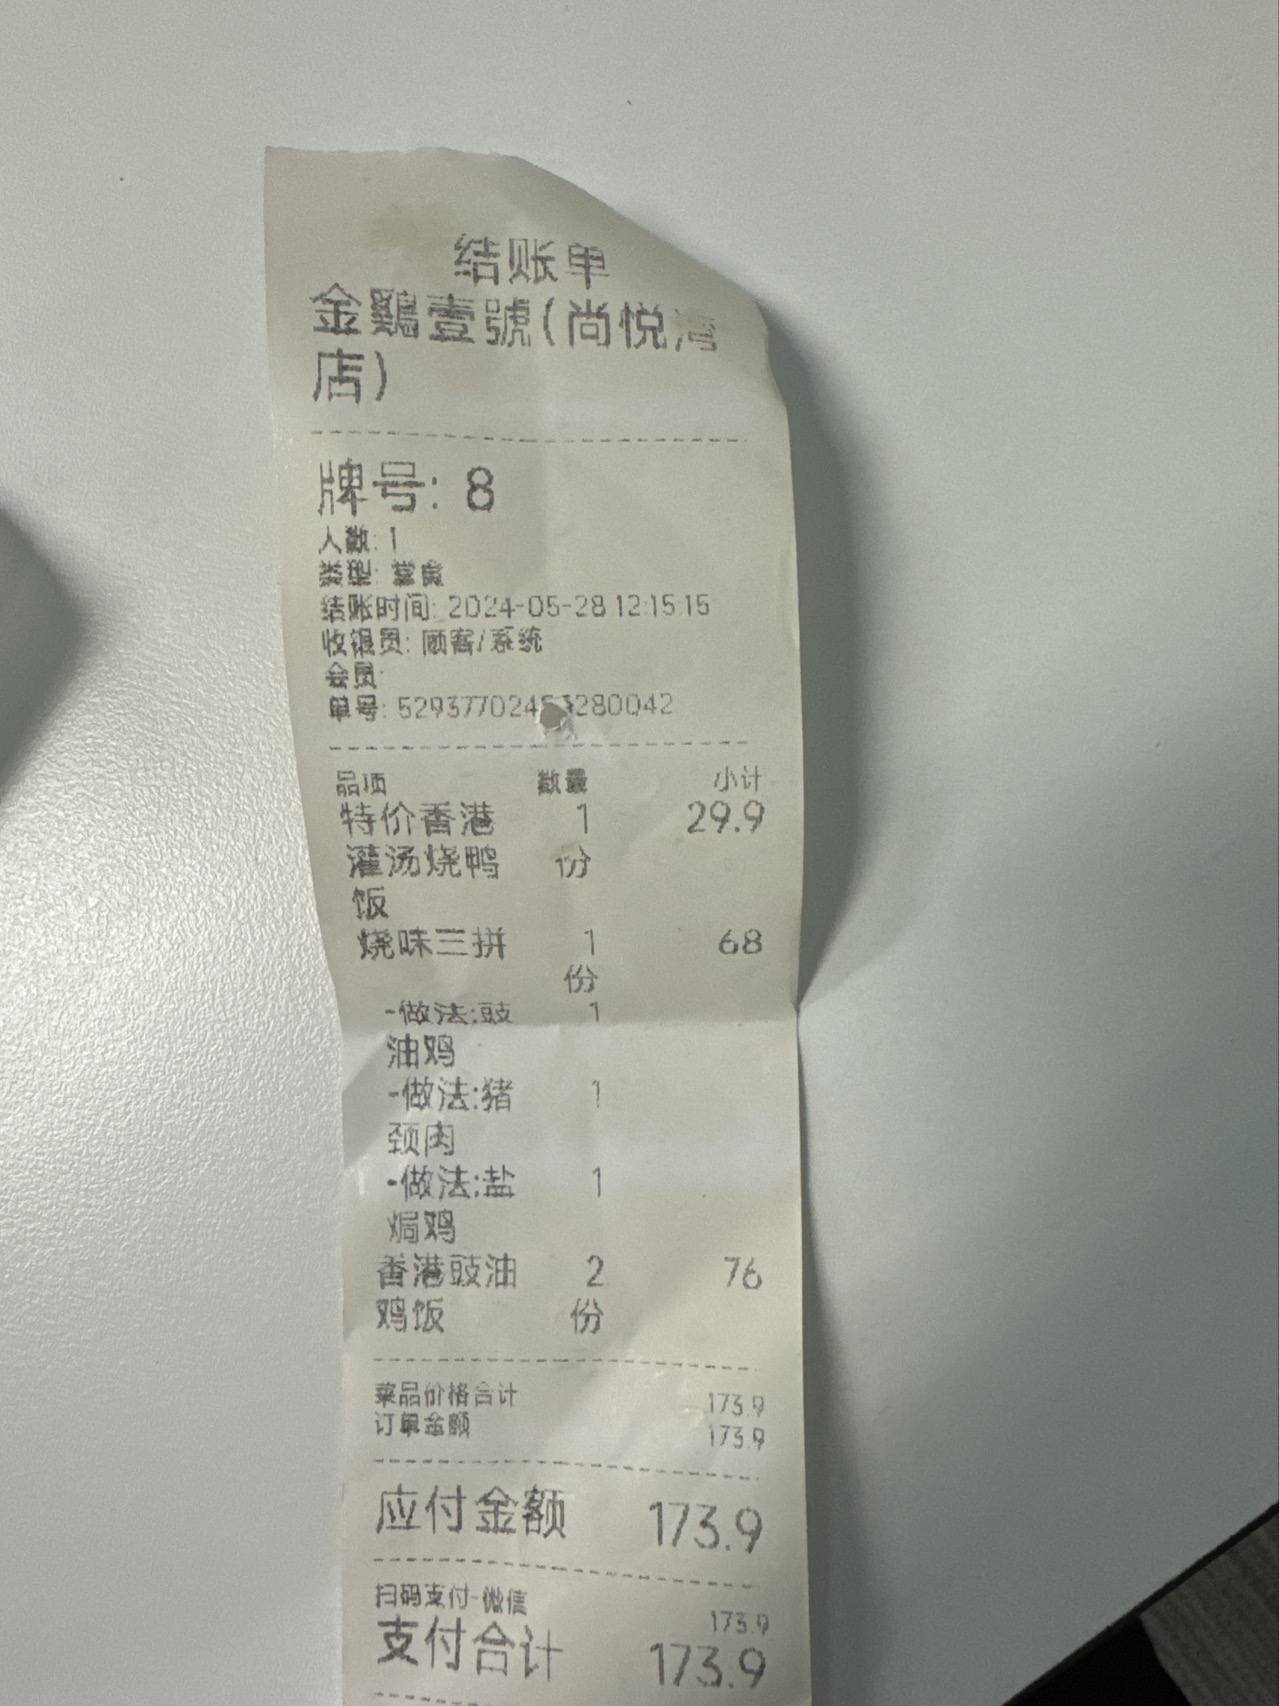 结账单
金鷄壹號(尚悦湾
店)
牌号: 8
人数: 1
类型: 堂食
结账时间: 2024-05-28 12:15:15
收银员: 顾客/系统
会员:
单号:
品项 数量 小计
特价香港 1 29.9
灌汤烧鸭 份
饭
烧味三拼 1 68
份
-做法:豉 1
油鸡
-做法:猪 1
颈肉
-做法:盐 1
焗鸡
香港豉油 2 76
鸡饭 份
菜品价格合计 173.9
订单金额 173.9
应付金额 173.9
扫码支付-微信 173.9
支付合计 173.9